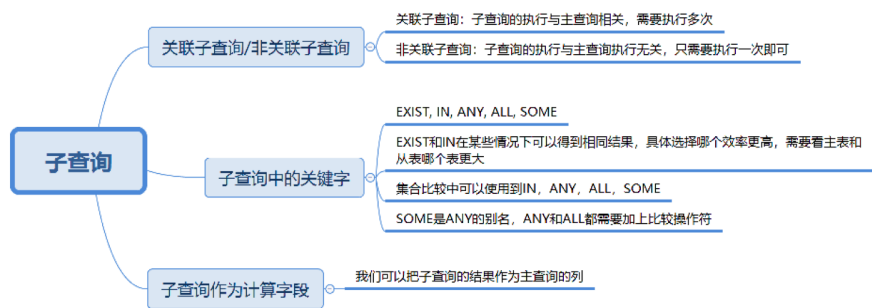 关联子查询：子查询的执行与主查询相关，需要执行多次
关联子查询/非关联子查询
非关联子查询：子查询的执行与主查询执行无关，只需要执行一次即可
EXIST, IN, ANY, ALL, SOME
EXIST和IN在某些情况下可以得到相同结果，具体选择哪个效率更高，需要看主表和
从表哪个表更大
子查询
子查询中的关键字
集合比较中可以使用到IN，ANY，ALL，SOME
SOME是ANY的别名，ANY和ALL都需要加上比较操作符
子查询作为计算字段
我们可以把子查询的结果作为主查询的列